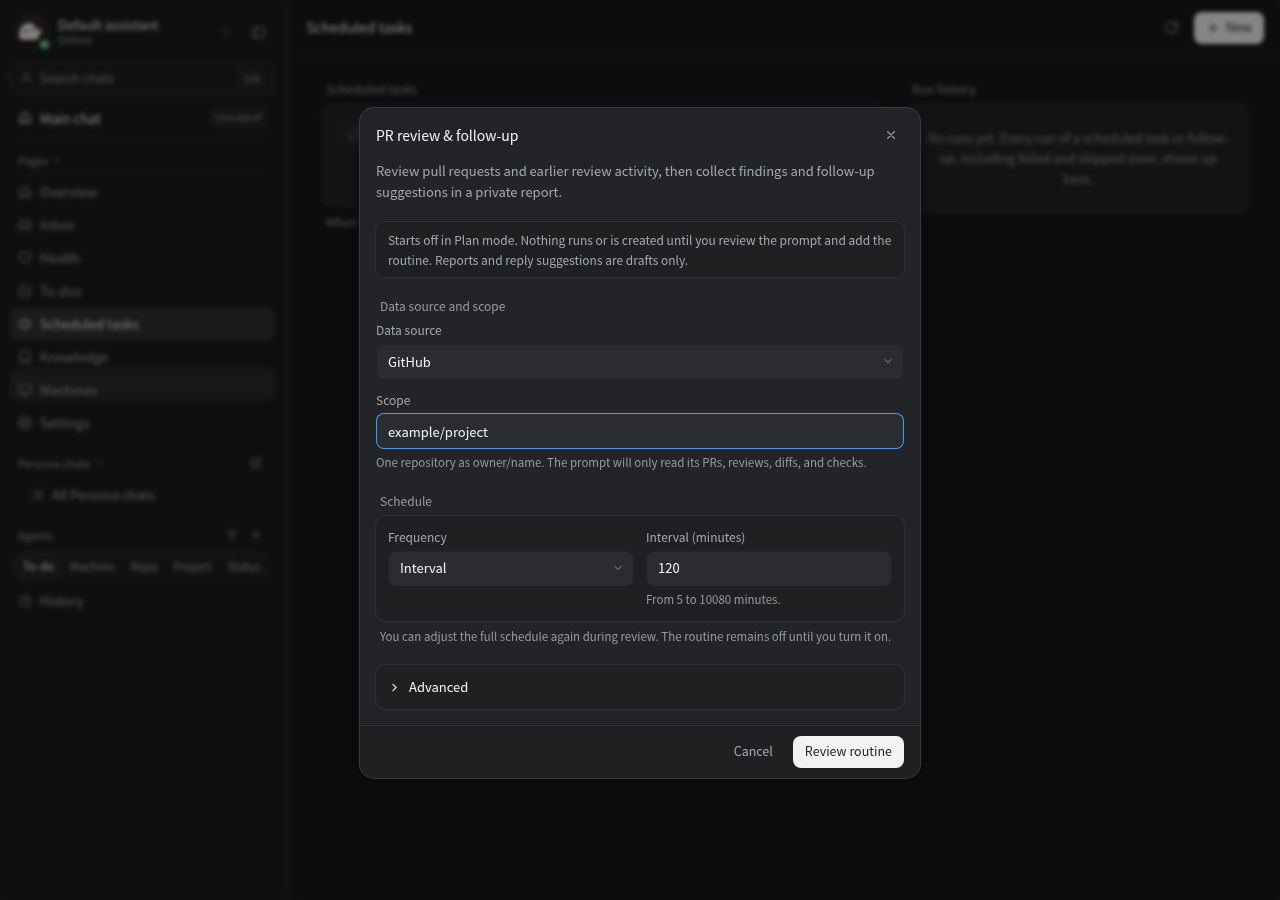 Default assistant
Online
Search chats
Main chat
Pages
Overview
Inbox
Health
To-dos
Scheduled tasks
Knowledge
Machines
Settings
Persona chats
All Persona chats
Agents
To-do Machine Repo Project Status
History
Scheduled tasks
New
Scheduled tasks
Run history
No runs yet. Every run of a scheduled task or follow-
up, including failed and skipped ones, shows up
here.
PR review & follow-up
Review pull requests and earlier review activity, then collect findings and follow-up
suggestions in a private report.
Starts off in Plan mode. Nothing runs or is created until you review the prompt and add the
routine. Reports and reply suggestions are drafts only.
Data source and scope
Data source
GitHub
Scope
example/project
One repository as owner/name. The prompt will only read its PRs, reviews, diffs, and checks.
Schedule
Frequency
Interval (minutes)
Interval
120
From 5 to 10080 minutes.
You can adjust the full schedule again during review. The routine remains off until you turn it on.
Advanced
Cancel
Review routine